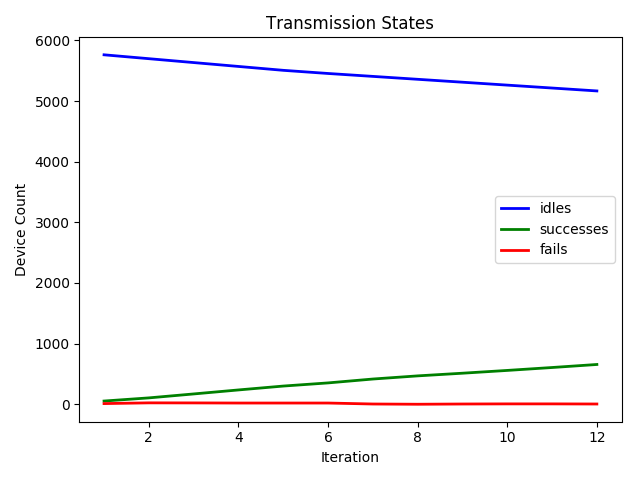 Transmission States
6000
5000
4000
3000
2000
1000
0
Device Count
idles
successes
fails
2
4
6
8
10
12
Iteration